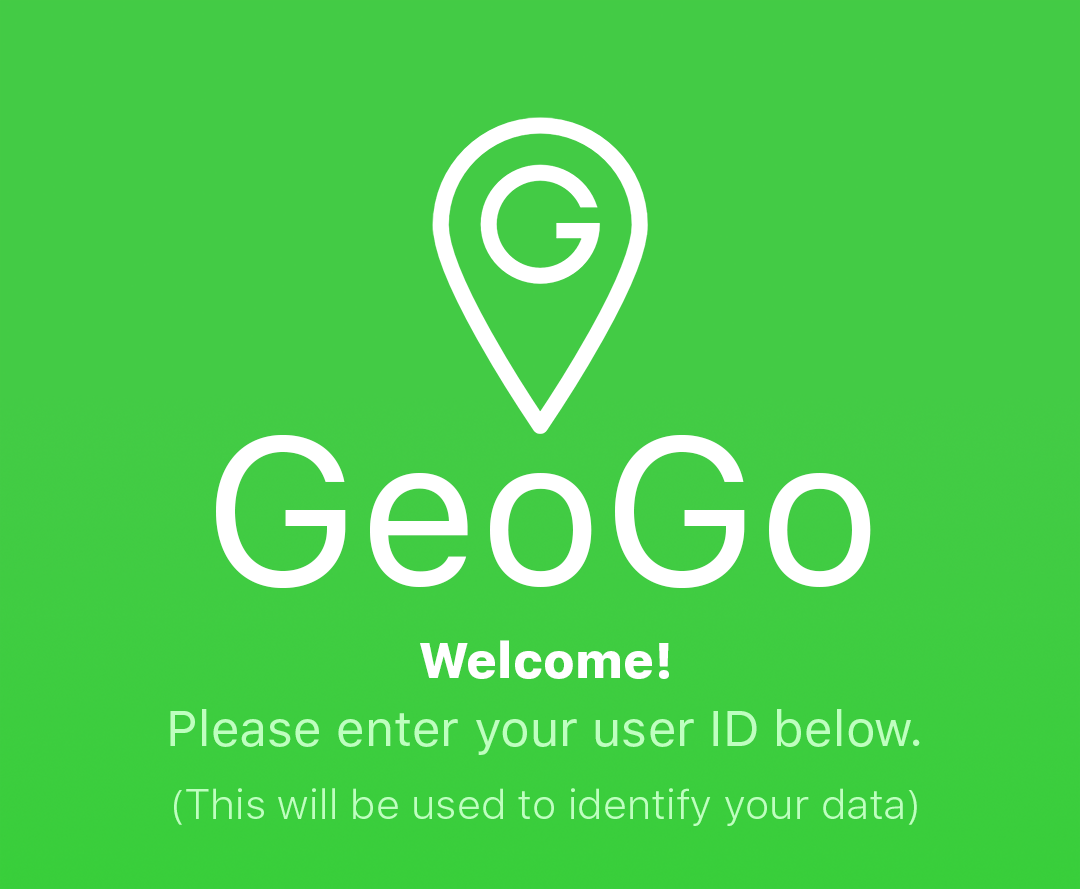 G
GeoGo
Welcome!
Please enter your user ID below.
(This will be used to identify your data)